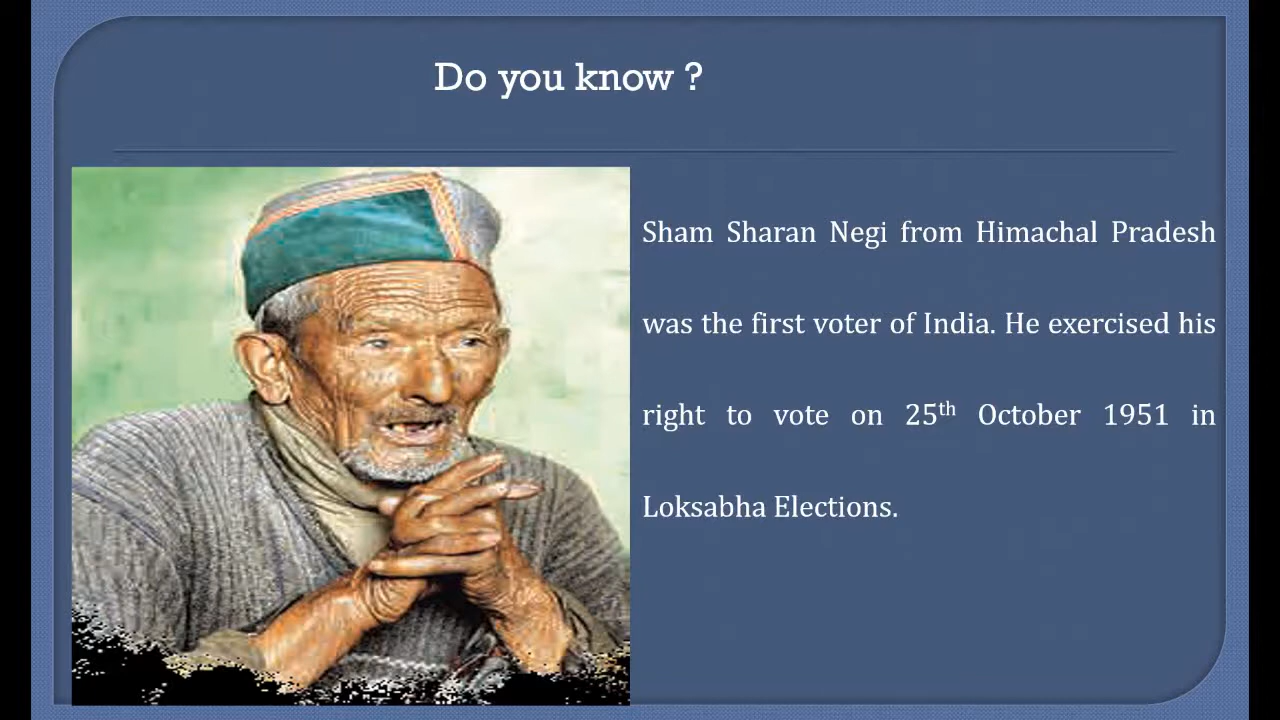 Do you know ?
Sham Sharan Negi from Himachal Pradesh
was the first voter of India. He exercised his
right to vote on 25th October 1951 in
Loksabha Elections.